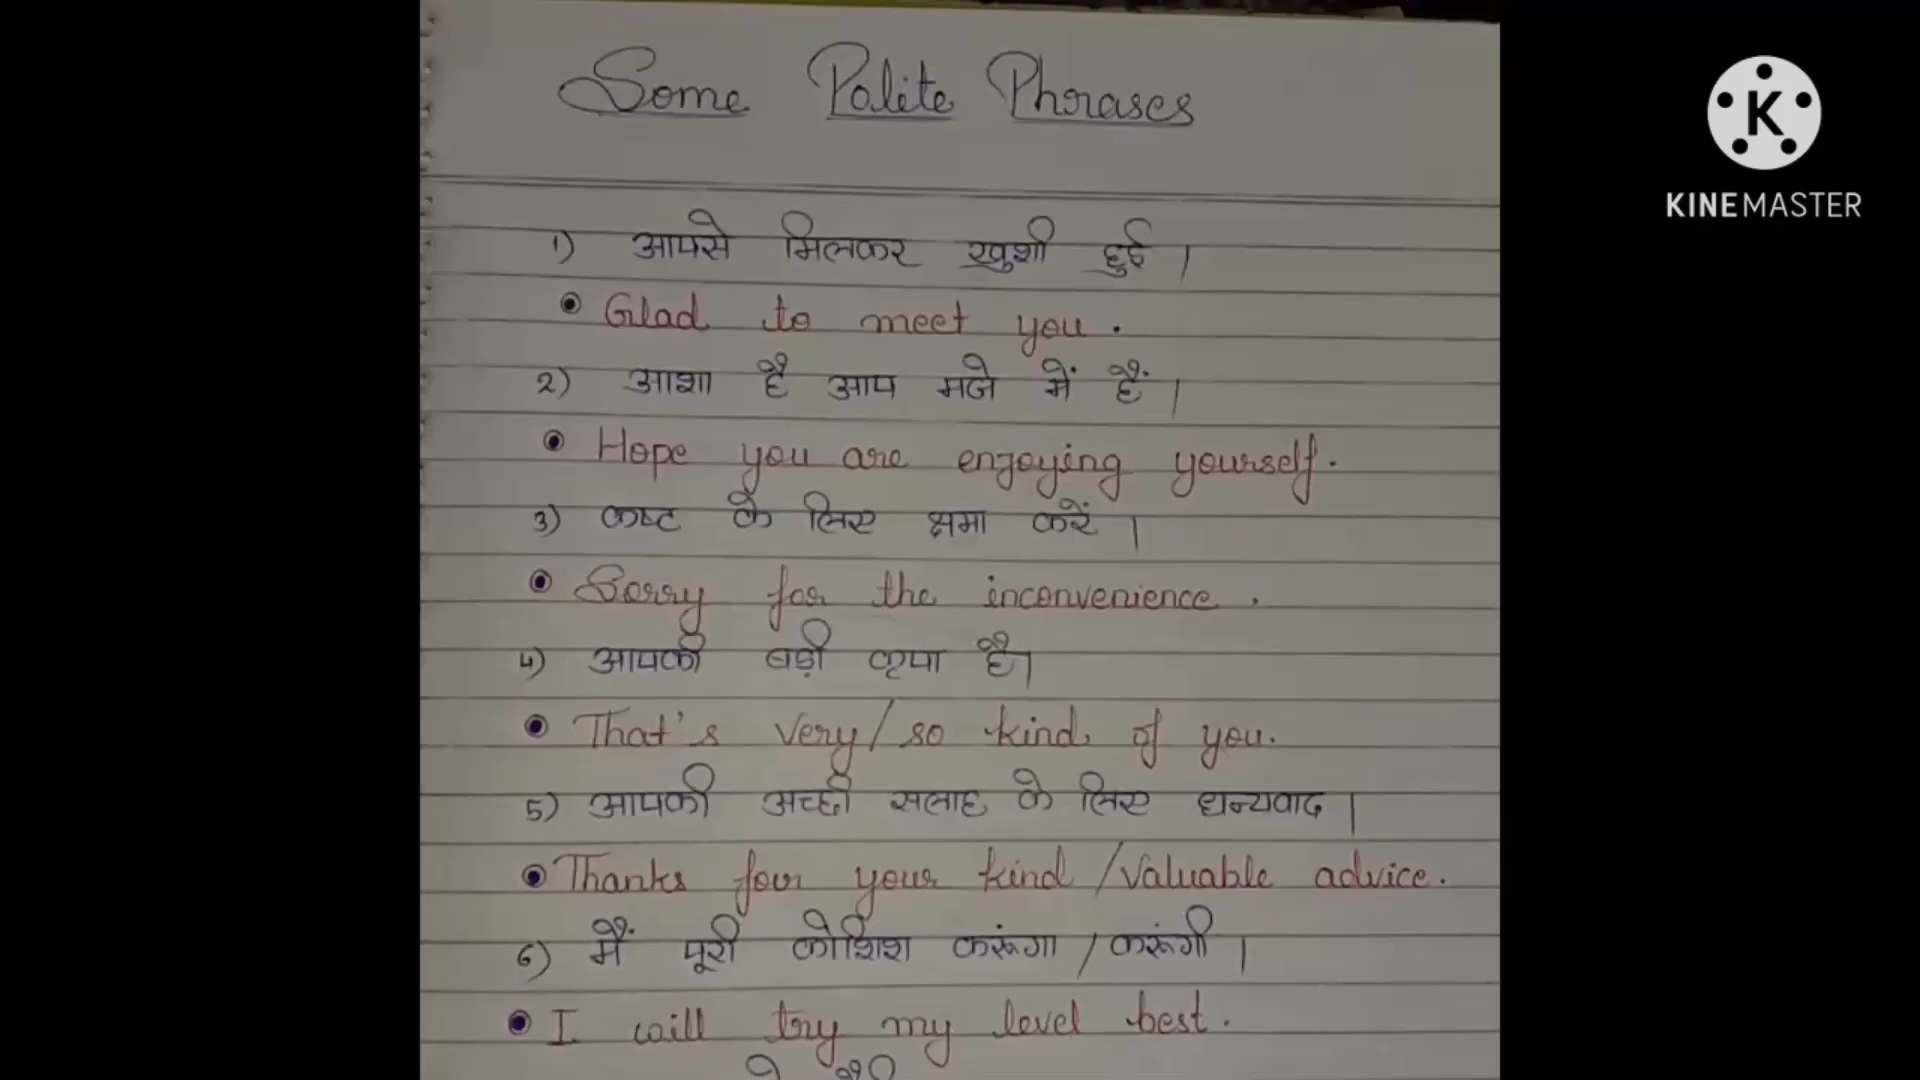 Some Polite Phrases
K
KINEMASTER
1) आपसे मिलकर खुशी हुई।
Glad to meet you.
2) आशा है आप मजे में हैं।
Hope you are enjoying yourself.
3) कष्ट के लिए क्षमा करें।
Sorry for the inconvenience.
4) आपकी बड़ी कृपा है।
That's very/so kind of you.
5) आपकी अच्छी सलाह के लिए धन्यवाद।
Thanks for your kind/valuable advice.
6) मैं पूरी कोशिश करूंगा/करूंगी।
I will try my level best.